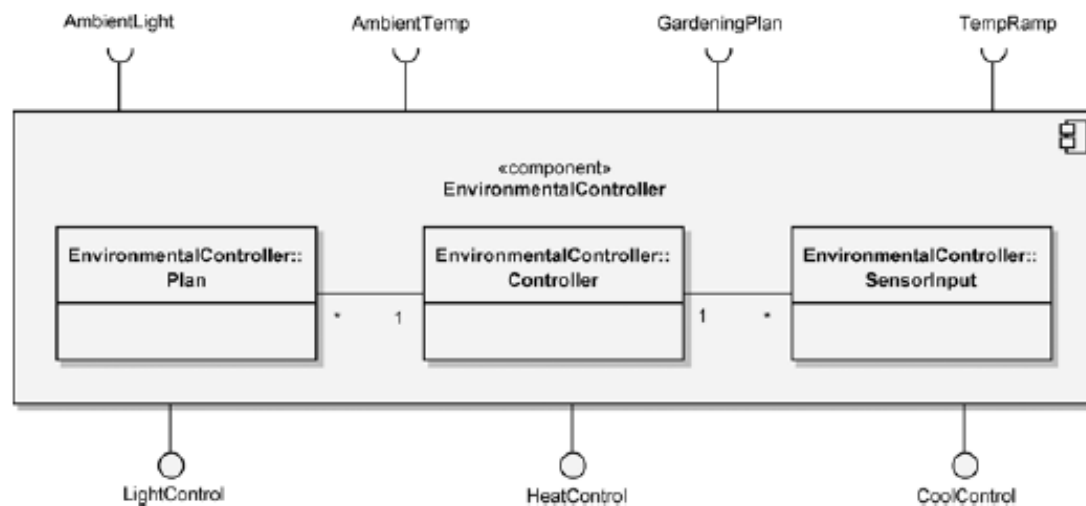 AmbientLight
AmbientTemp
GardeningPlan
TempRamp
«component»
EnvironmentalController
EnvironmentalController::
Plan
EnvironmentalController::
Controller
EnvironmentalController::
SensorInput
*
1
1
*
LightControl
HeatControl
CoolControl